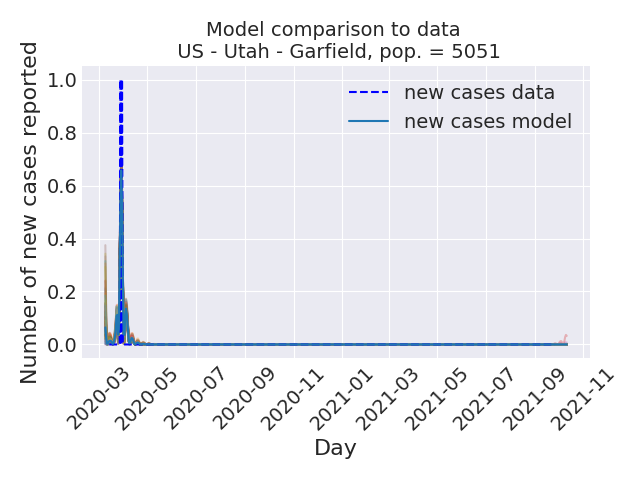 Model comparison to data
US - Utah - Garfield, pop. = 5051
Number of new cases reported
1.0
0.8
0.6
0.4
0.2
0.0
new cases data
new cases model
2020-03
2020-05
2020-07
2020-09
2020-11
2021-01
2021-03
2021-05
2021-07
2021-09
2021-11
Day